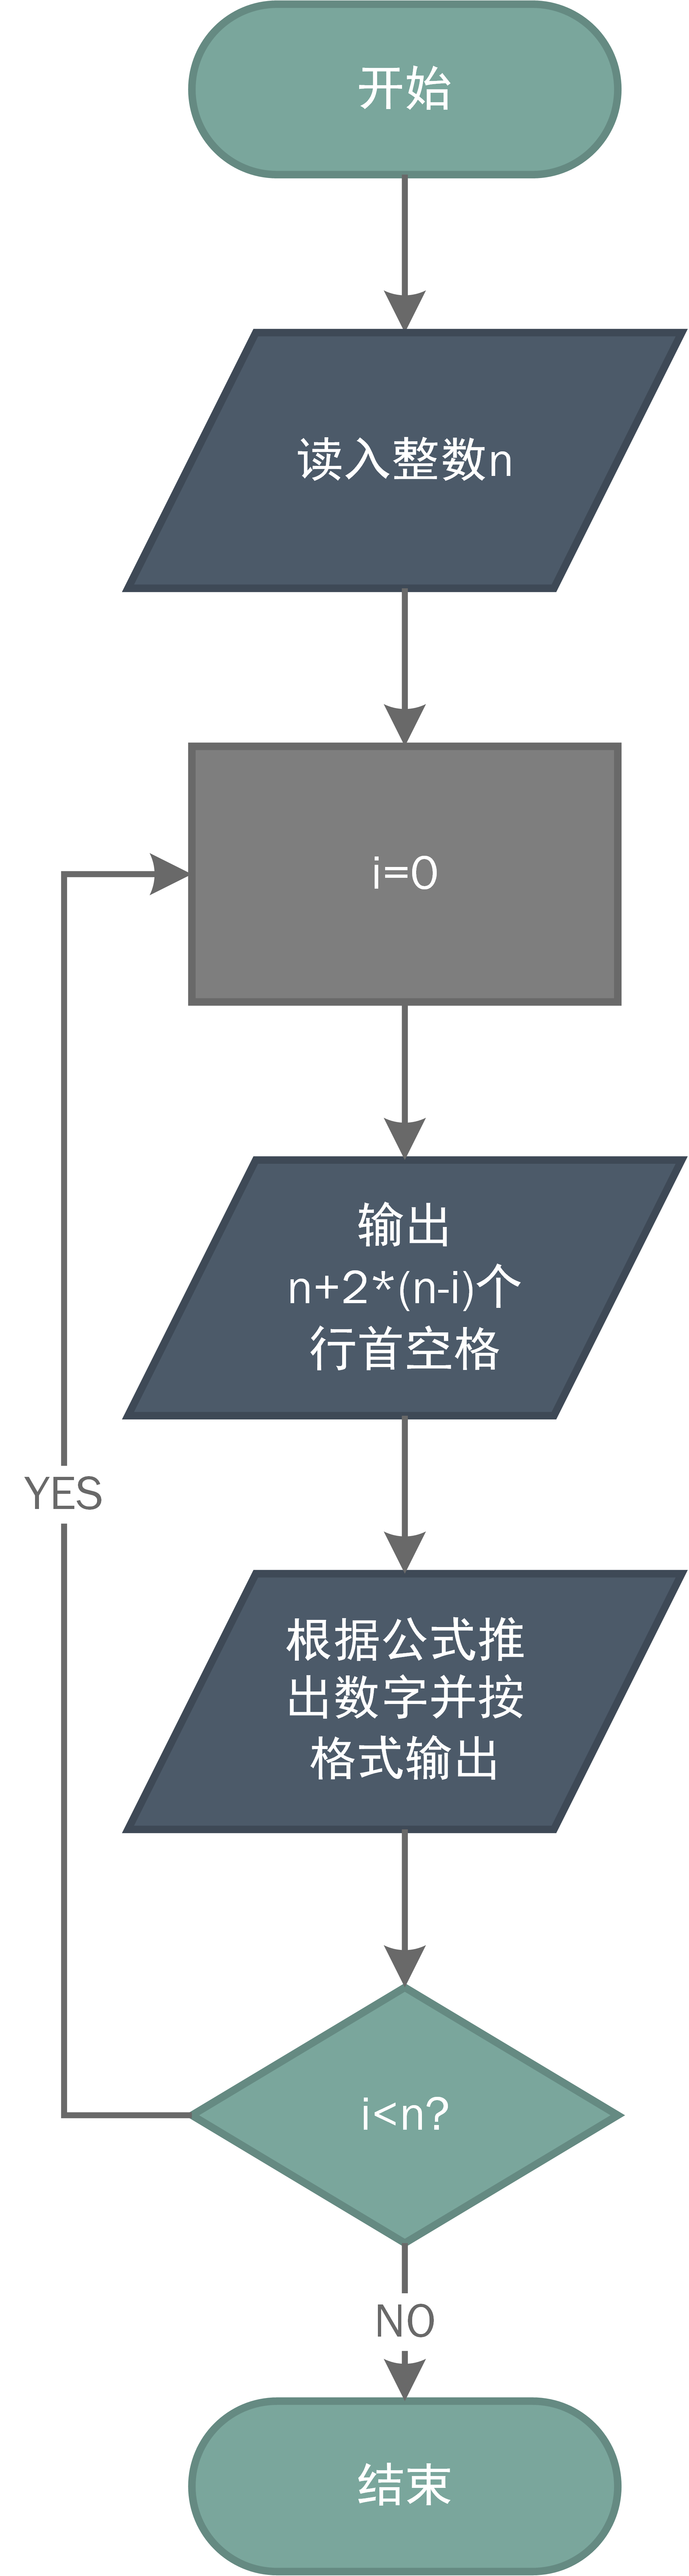 开始
读入整数n
i=0
输出
n+2*(n-i)个
行首空格
根据公式推
出数字并按
格式输出
YES
i<n?
NO
结束